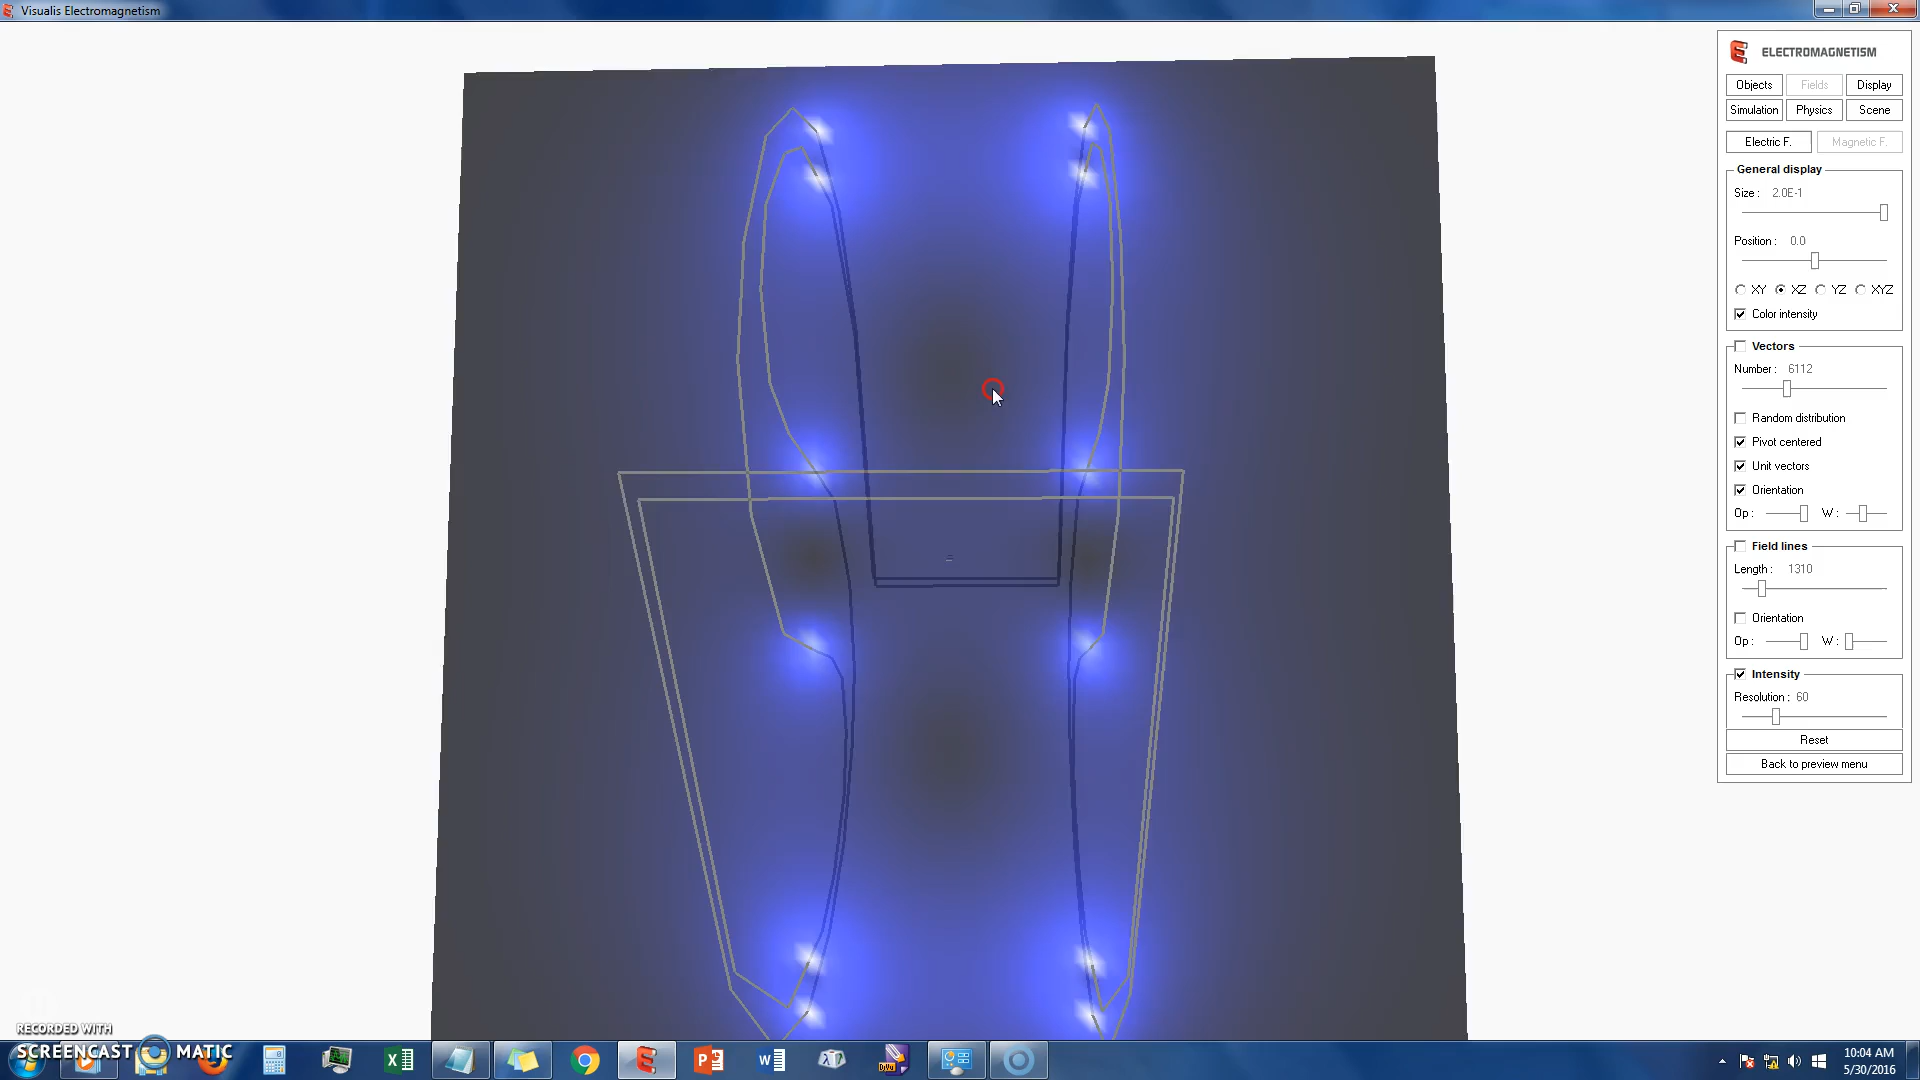 Visualis Electromagnetism
ELECTROMAGNETISM
Objects Fields Display
Simulation Physics Scene
Electric F. Magnetic F.
General display
Size : 2.0E-1
Position : 0.0
XY XZ YZ XYZ
Color intensity
Vectors
Number : 6112
Random distribution
Pivot centered
Unit vectors
Orientation
Op : W :
Field lines
Length : 1310
Orientation
Op : W :
Intensity
Resolution : 60
Reset
Back to preview menu
RECORDED WITH
SCREENCAST MATIC
10:04 AM
5/30/2016